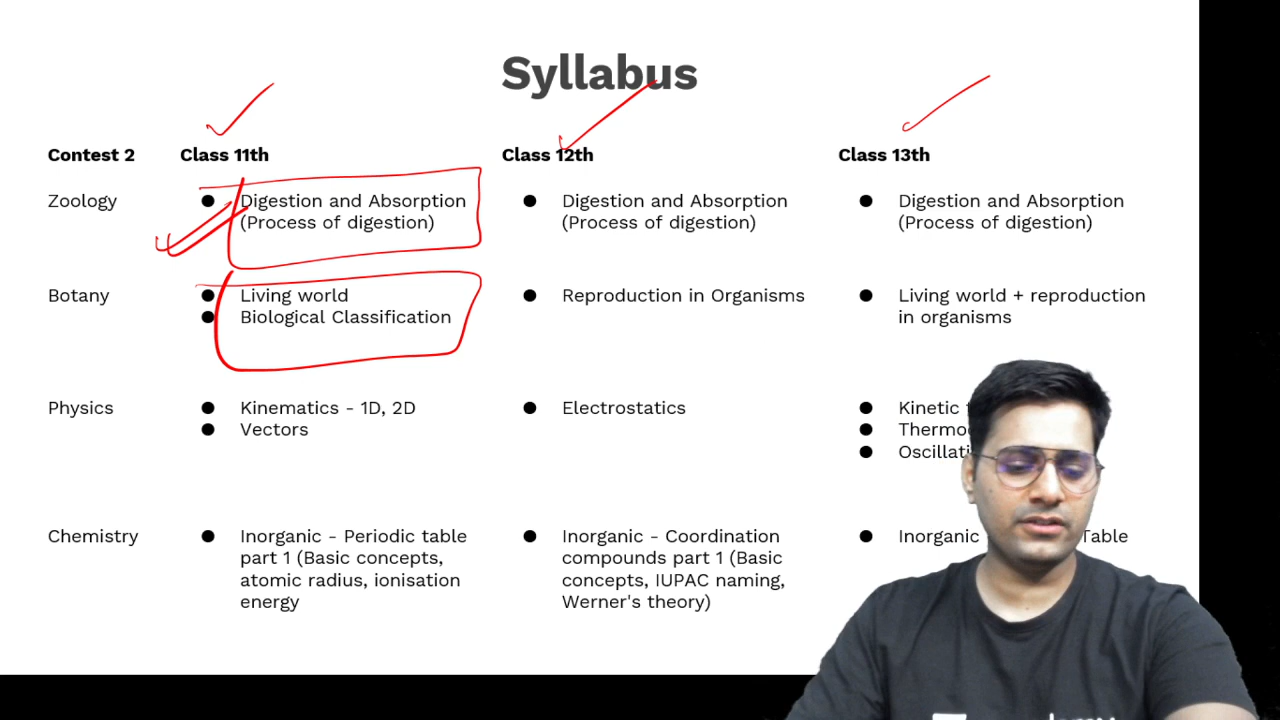 Syllabus
Contest 2 Class 11th Class 12th Class 13th
Zoology ● Digestion and Absorption ● Digestion and Absorption ● Digestion and Absorption
(Process of digestion) (Process of digestion) (Process of digestion)
Botany ● Living world ● Reproduction in Organisms ● Living world + reproduction
● Biological Classification in organisms
Physics ● Kinematics - 1D, 2D ● Electrostatics ● Kinetic
● Vectors ●
●
Chemistry ● Inorganic - Periodic table ● Inorganic - Coordination ● Inorganic Table
part 1 (Basic concepts, compounds part 1 (Basic
atomic radius, ionisation concepts, IUPAC naming,
energy Werner's theory)